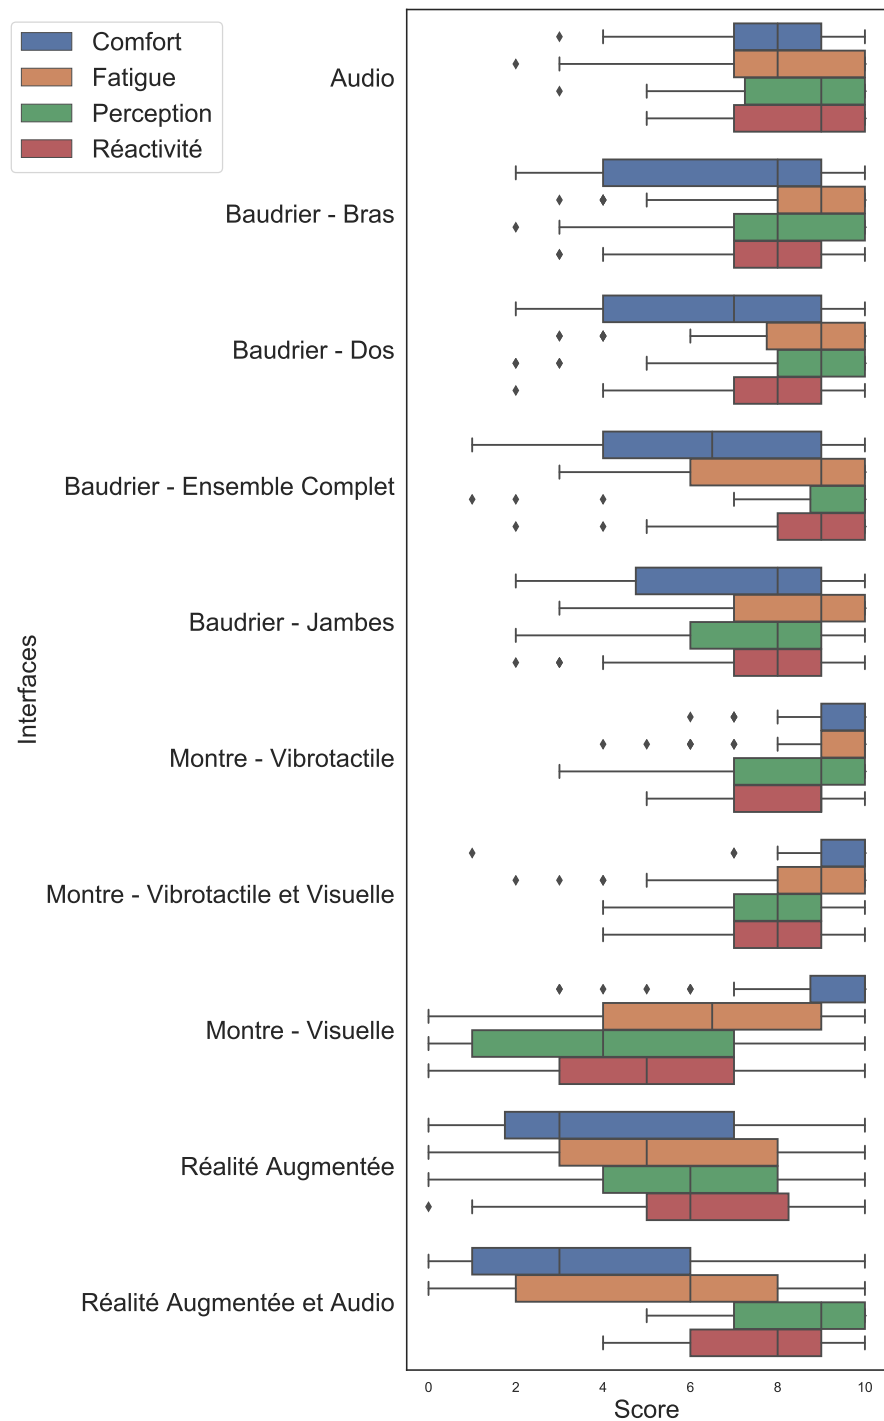 Comfort
Fatigue
Perception
Réactivité
Audio
Baudrier - Bras
Baudrier - Dos
Baudrier - Ensemble Complet
Baudrier - Jambes
Montre - Vibrotactile
Montre - Vibrotactile et Visuelle
Montre - Visuelle
Réalité Augmentée
Réalité Augmentée et Audio
Interfaces
0 2 4 6 8 10
Score